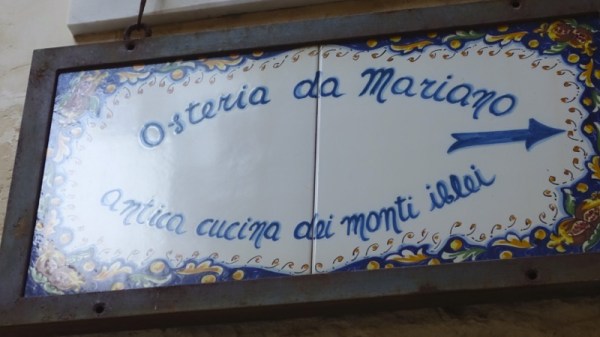 Osteria da Mariano
antica cucina dei monti iblei